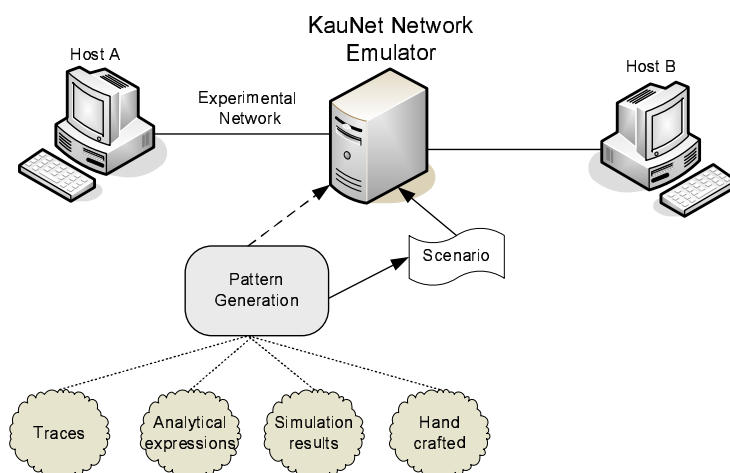 KauNet Network
Emulator
Host A
Host B
Experimental
Network
Pattern
Generation
Scenario
Traces
Analytical
expressions
Simulation
results
Hand
crafted